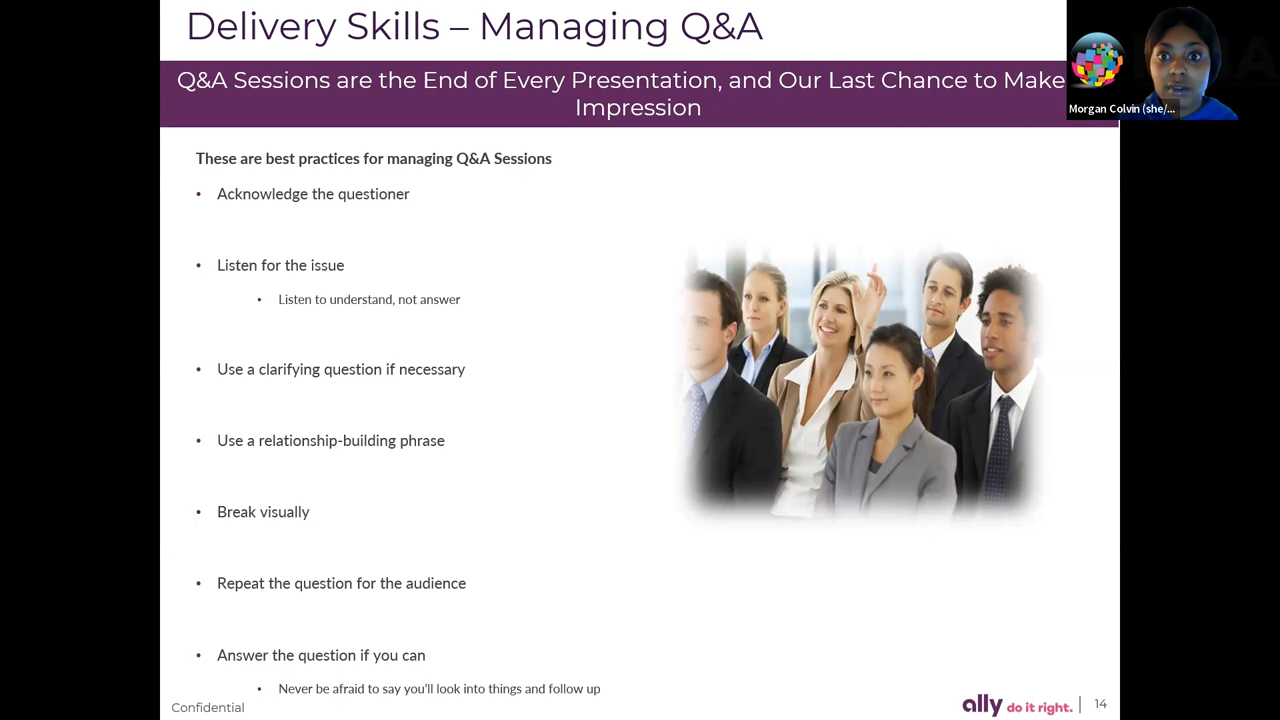 Delivery Skills – Managing Q&A
Q&A Sessions are the End of Every Presentation, and Our Last Chance to Make
Impression
Morgan Colvin (she/...
These are best practices for managing Q&A Sessions
• Acknowledge the questioner
• Listen for the issue
• Listen to understand, not answer
• Use a clarifying question if necessary
• Use a relationship-building phrase
• Break visually
• Repeat the question for the audience
• Answer the question if you can
• Never be afraid to say you'll look into things and follow up
Confidential
ally do it right. | 14